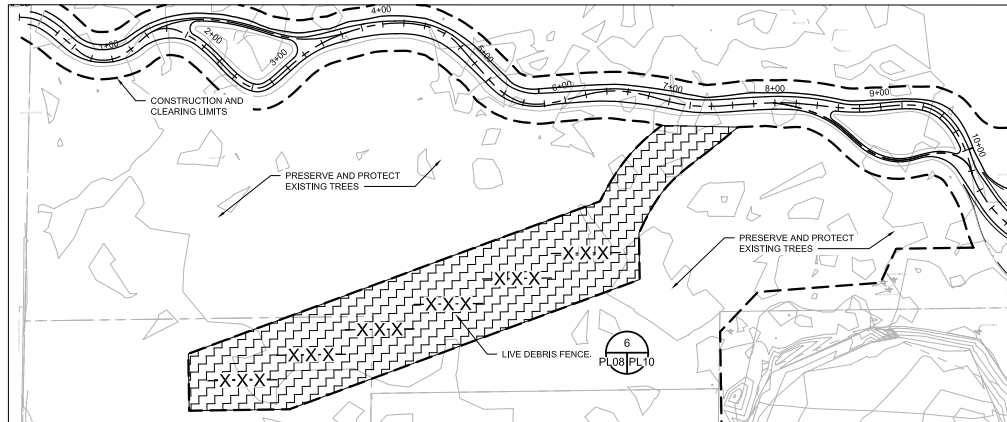 4+00
1+00
2+00
3+00
5+00
6+00
7+00
8+00
9+00
10+00
CONSTRUCTION AND
CLEARING LIMITS
PRESERVE AND PROTECT
EXISTING TREES
PRESERVE AND PROTECT
EXISTING TREES
X-X-X
X-X-X
X-X-X
X-X-X
X-X-X
X-X-X
LIVE DEBRIS FENCE.
6
PL08 PL10